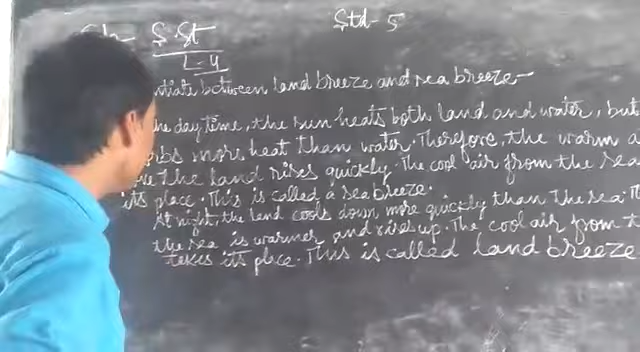 Std- 5
S.St
L-4
ntiate between land breeze and sea breeze-
he day time, the sun heats both land and water, but
bs more heat than water. Therefore, the warm a
the land rises quickly. The cool air from the sea
its place. This is called a sea breeze.
At night, the land cools down more quickly than the sea. T
the sea is warmer and rises up. The cool air from t
takes its place. This is called land breeze